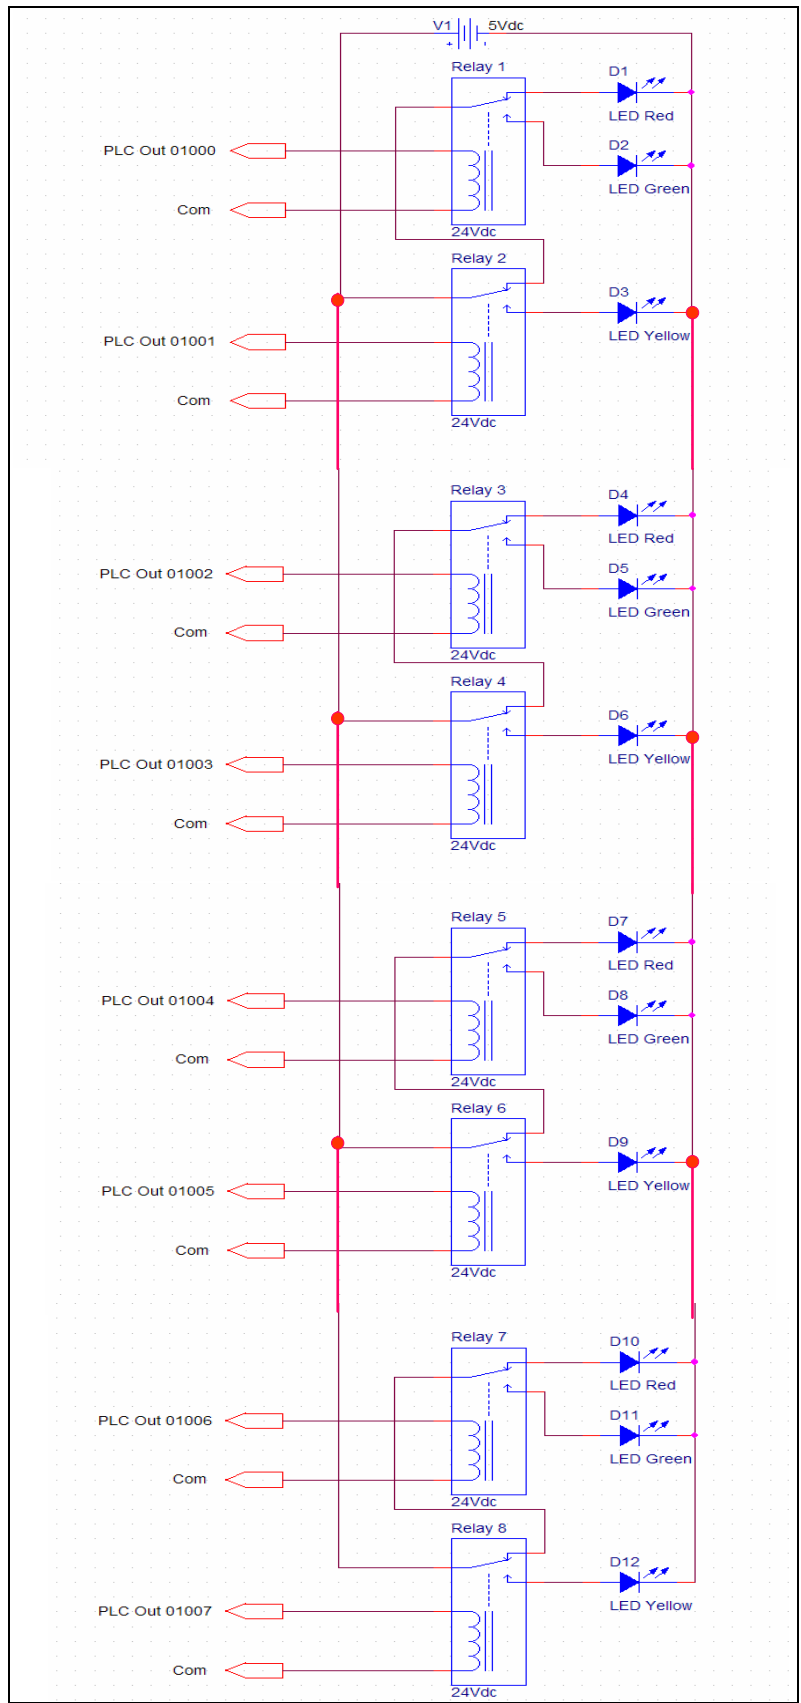 V1 5Vdc
Relay 1
D1
LED Red
PLC Out 01000
D2
LED Green
Com
24Vdc
Relay 2
D3
LED Yellow
PLC Out 01001
Com
24Vdc
Relay 3
D4
LED Red
PLC Out 01002
D5
LED Green
Com
24Vdc
Relay 4
D6
LED Yellow
PLC Out 01003
Com
24Vdc
Relay 5
D7
LED Red
PLC Out 01004
D8
LED Green
Com
24Vdc
Relay 6
D9
LED Yellow
PLC Out 01005
Com
24Vdc
Relay 7
D10
LED Red
PLC Out 01006
D11
LED Green
Com
24Vdc
Relay 8
D12
LED Yellow
PLC Out 01007
Com
24Vdc